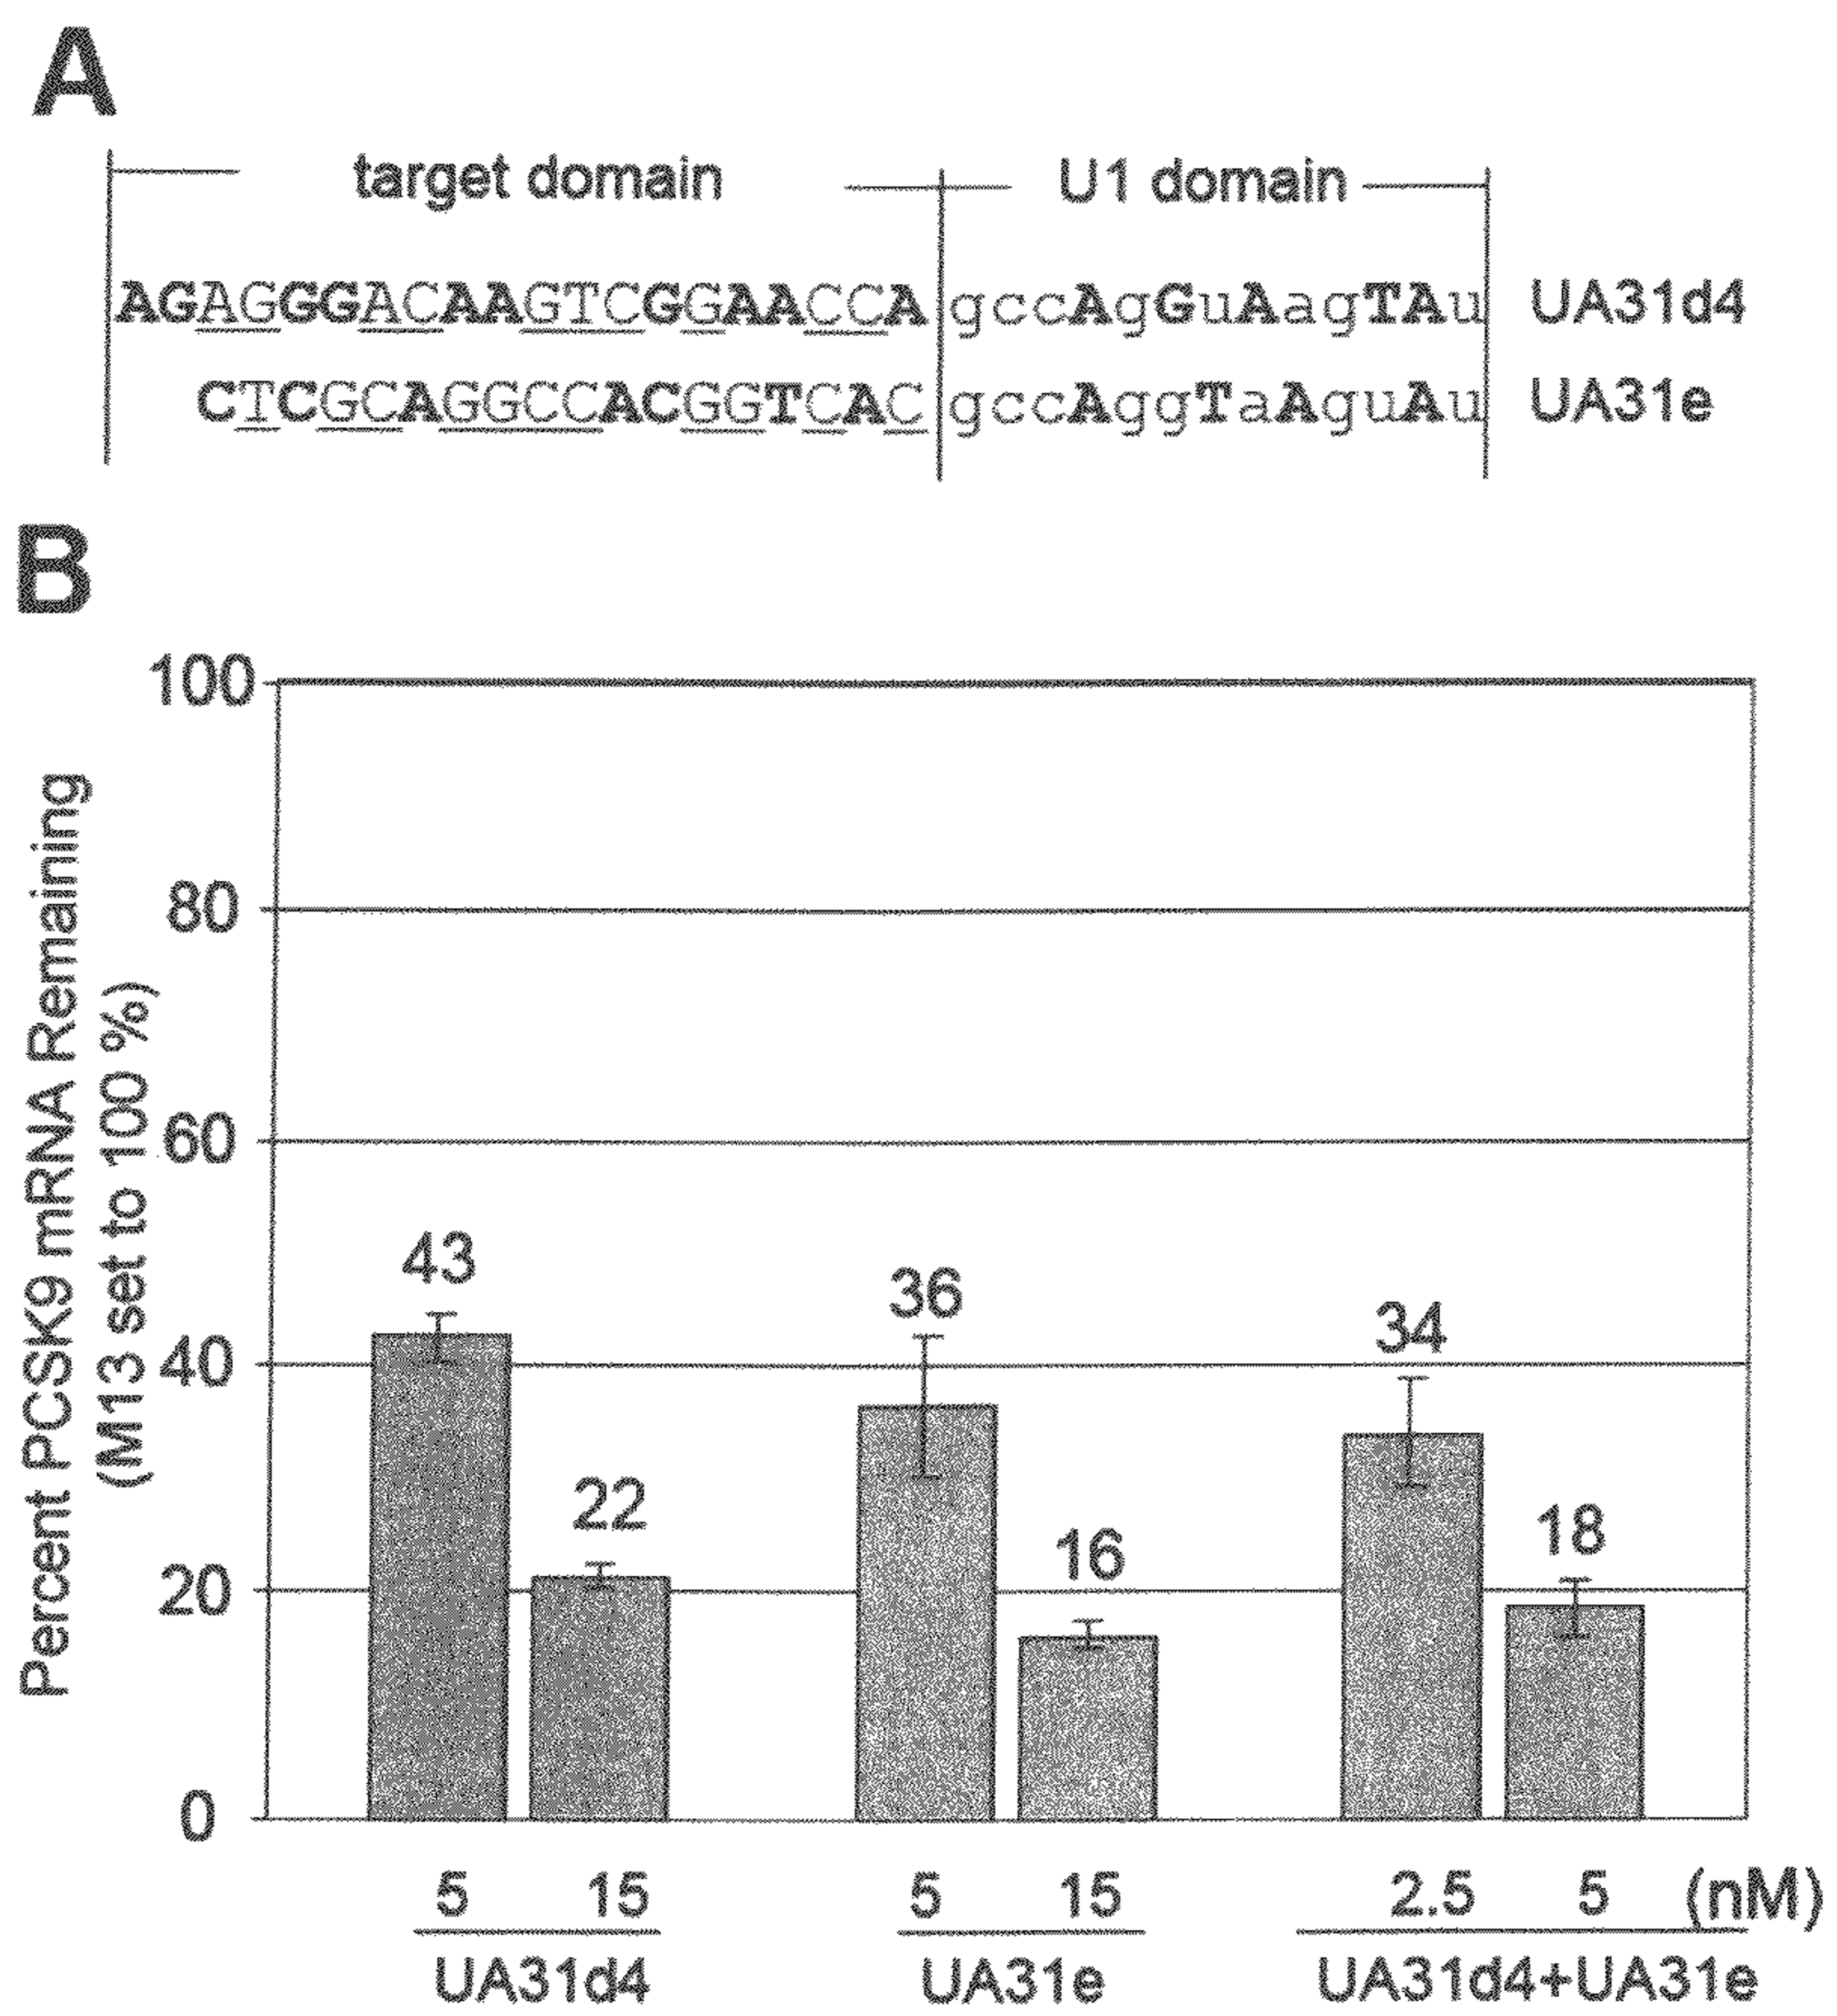 A
target domain U1 domain
AGAGGGACAAGTCGGAACCA gccAgGuAagTAu UA31d4
CTCGCAGGCCACGGTCAC gccAggTaAguAu UA31e
B
Percent PCSK9 mRNA Remaining
(M13 set to 100 %)
100
80
60
40
20
0
43
22
36
16
34
18
5 15 5 15 2.5 5 (nM)
UA31d4 UA31e UA31d4+UA31e